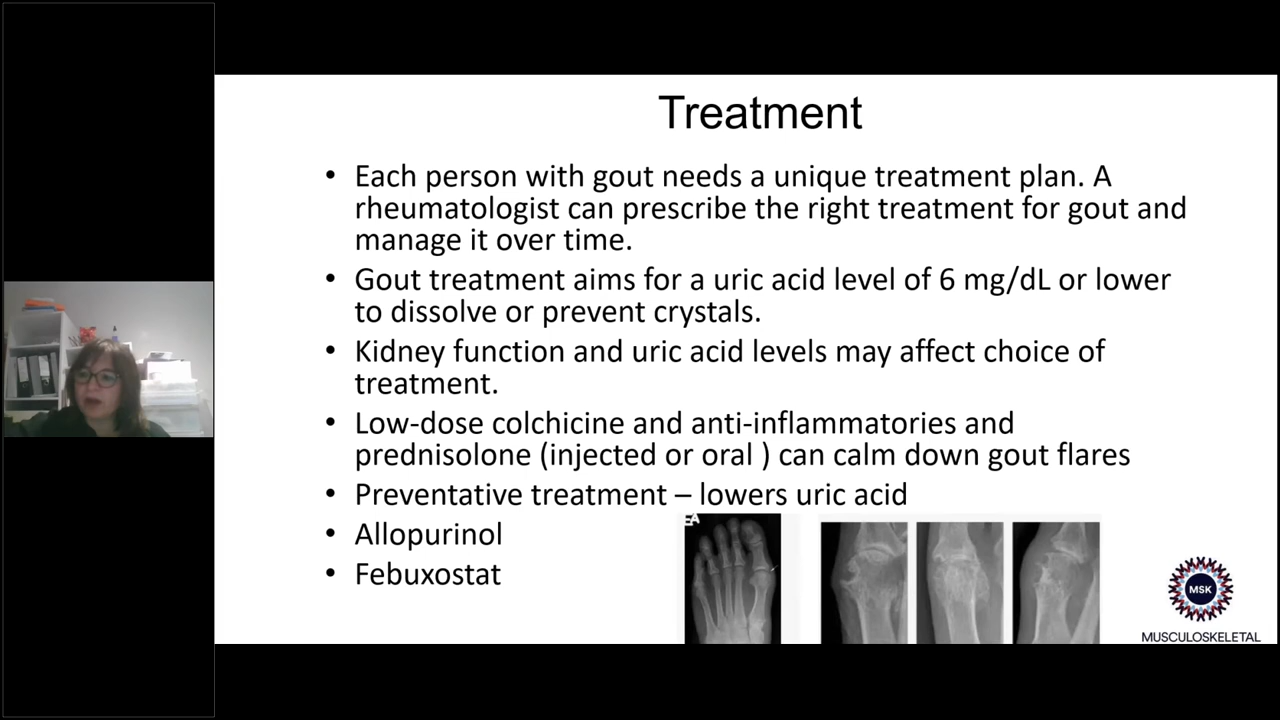 Treatment
• Each person with gout needs a unique treatment plan. A
rheumatologist can prescribe the right treatment for gout and
manage it over time.
• Gout treatment aims for a uric acid level of 6 mg/dL or lower
to dissolve or prevent crystals.
• Kidney function and uric acid levels may affect choice of
treatment.
• Low-dose colchicine and anti-inflammatories and
prednisolone (injected or oral ) can calm down gout flares
• Preventative treatment – lowers uric acid
• Allopurinol
• Febuxostat
MSK
MUSCULOSKELETAL